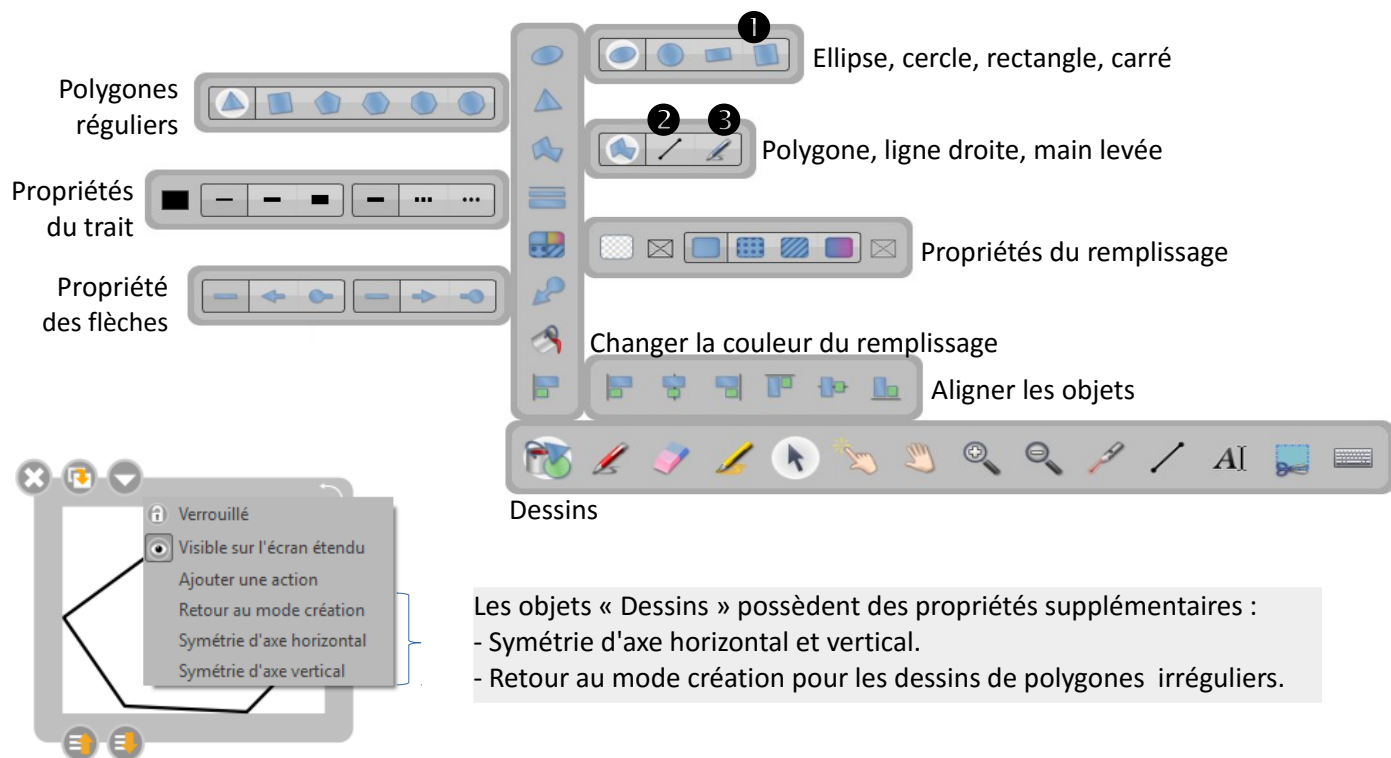 ❶
Ellipse, cercle, rectangle, carré
Polygones
réguliers
❷ ❸
Polygone, ligne droite, main levée
Propriétés
du trait
Propriétés du remplissage
Propriété
des flèches
Changer la couleur du remplissage
Aligner les objets
A
Dessins
Verrouillé
Visible sur l'écran étendu
Ajouter une action
Retour au mode création
Symétrie d'axe horizontal
Symétrie d'axe vertical
Les objets « Dessins » possèdent des propriétés supplémentaires :
- Symétrie d'axe horizontal et vertical.
- Retour au mode création pour les dessins de polygones irréguliers.